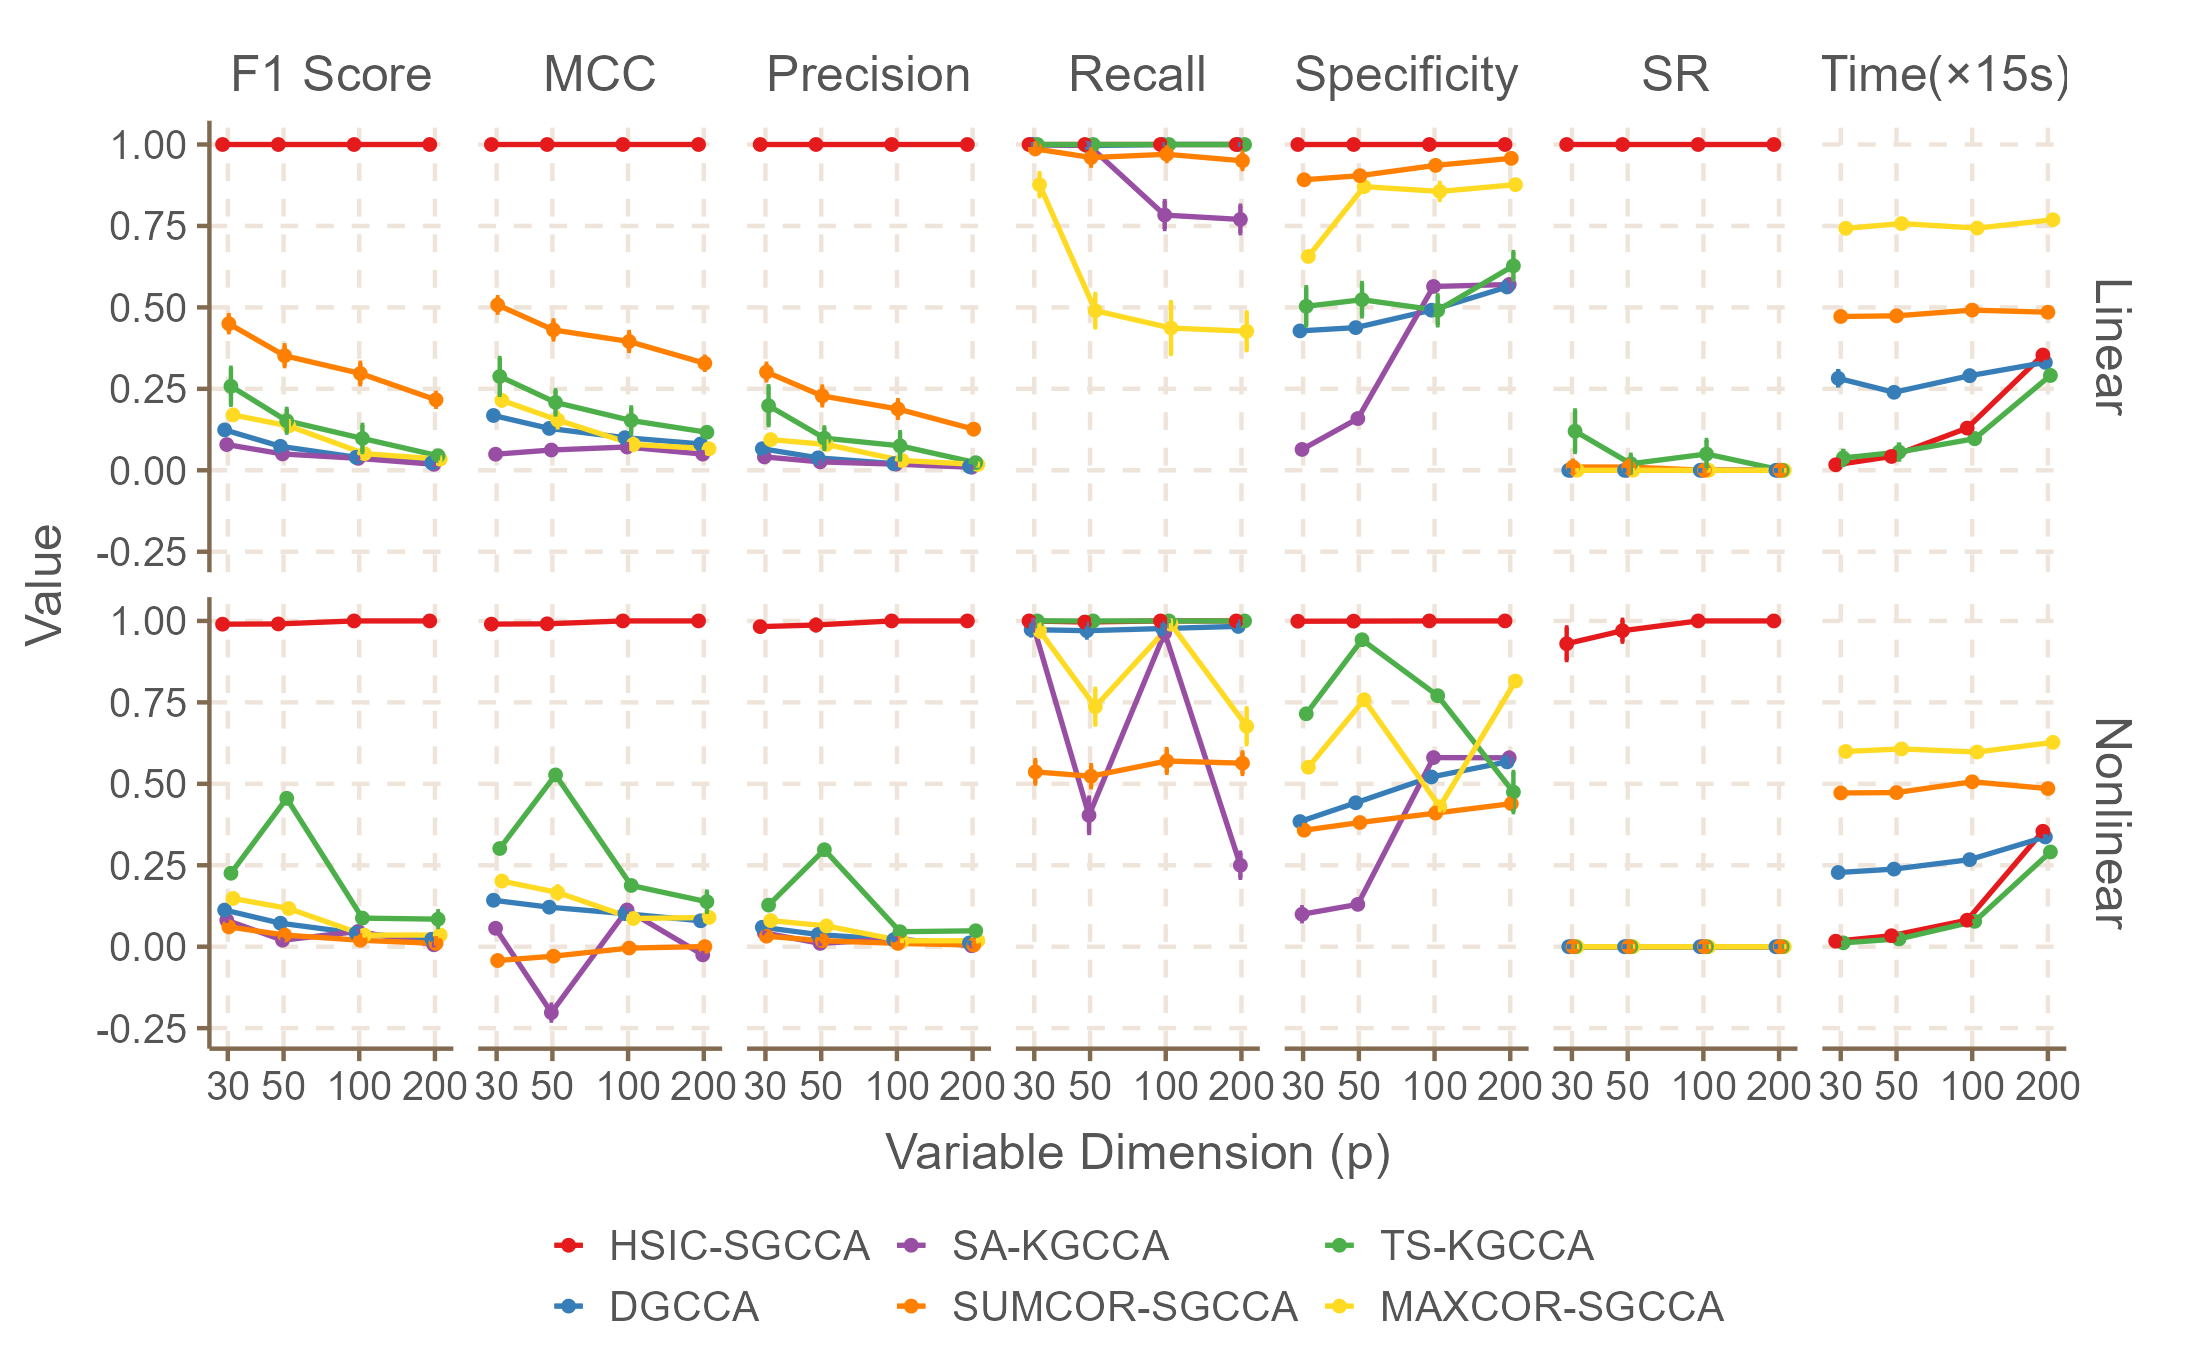 F1 Score MCC Precision Recall Specificity SR Time(×15s)
1.00
0.75
0.50
0.25
0.00
-0.25
Linear
Value
1.00
0.75
0.50
0.25
0.00
-0.25
Nonlinear
30 50 100 200 30 50 100 200 30 50 100 200 30 50 100 200 30 50 100 200 30 50 100 200 30 50 100 200
Variable Dimension (p)
HSIC-SGCCA SA-KGCCA TS-KGCCA
DGCCA SUMCOR-SGCCA MAXCOR-SGCCA